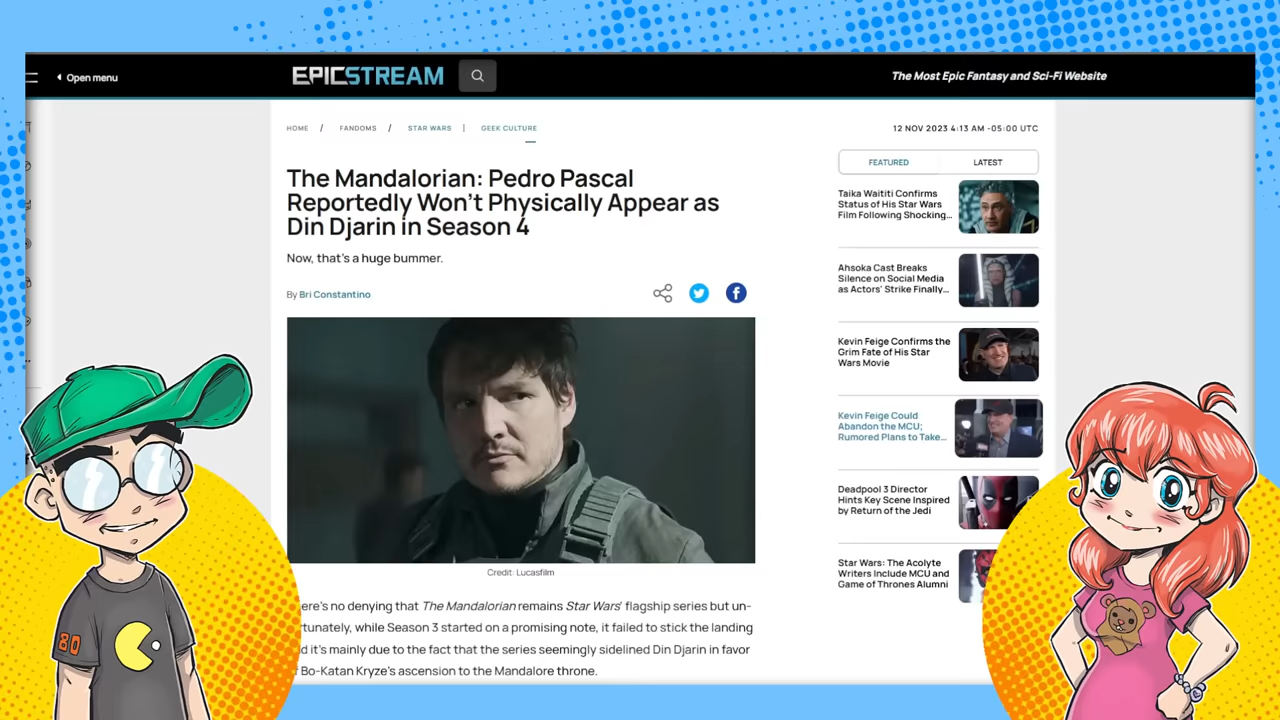 Open menu
EPICSTREAM
The Most Epic Fantasy and Sci-Fi Website
HOME / FANDOMS / STAR WARS | GEEK CULTURE
12 NOV 2023 4:13 AM -05:00 UTC
The Mandalorian: Pedro Pascal
Reportedly Won't Physically Appear as
Din Djarin in Season 4
Now, that's a huge bummer.
By Bri Constantino
Credit: Lucasfilm
ere's no denying that The Mandalorian remains Star Wars' flagship series but un-
rtunately, while Season 3 started on a promising note, it failed to stick the landing
d it's mainly due to the fact that the series seemingly sidelined Din Djarin in favor
Bo-Katan Kryze's ascension to the Mandalore throne.
FEATURED
LATEST
Taika Waititi Confirms
Status of His Star Wars
Film Following Shocking...
Ahsoka Cast Breaks
Silence on Social Media
as Actors' Strike Finally...
Kevin Feige Confirms the
Grim Fate of His Star
Wars Movie
Kevin Feige Could
Abandon the MCU;
Rumored Plans to Take...
Deadpool 3 Director
Hints Key Scene Inspired
by Return of the Jedi
Star Wars: The Acolyte
Writers Include MCU and
Game of Thrones Alumni
80